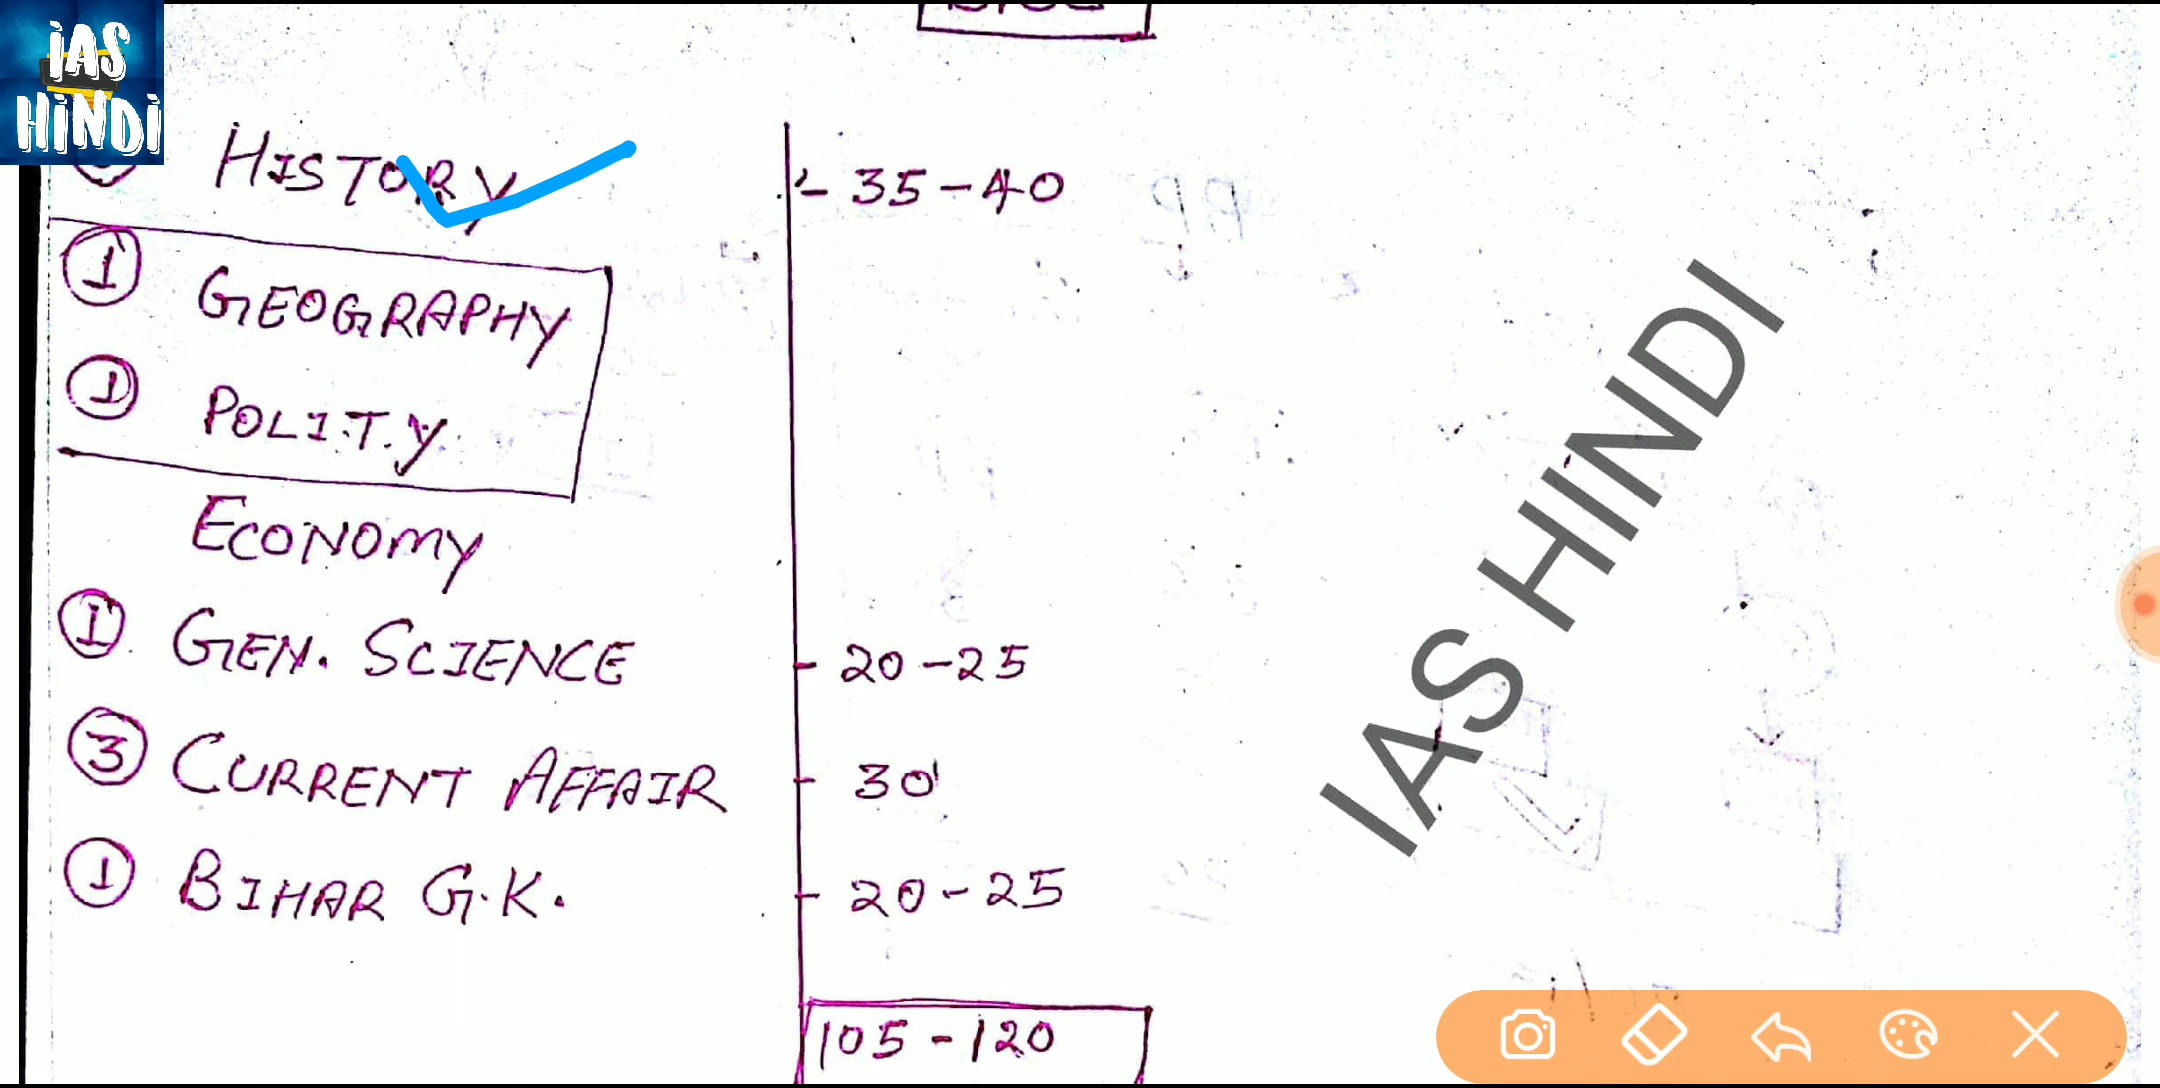 IAS
HINDI
HISTORY - 35-40
① GEOGRAPHY
① POLITY
ECONOMY
① GEN. SCIENCE - 20-25
③ CURRENT AFFAIR - 30
① BIHAR G.K. - 20-25
105-120
IAS HINDI